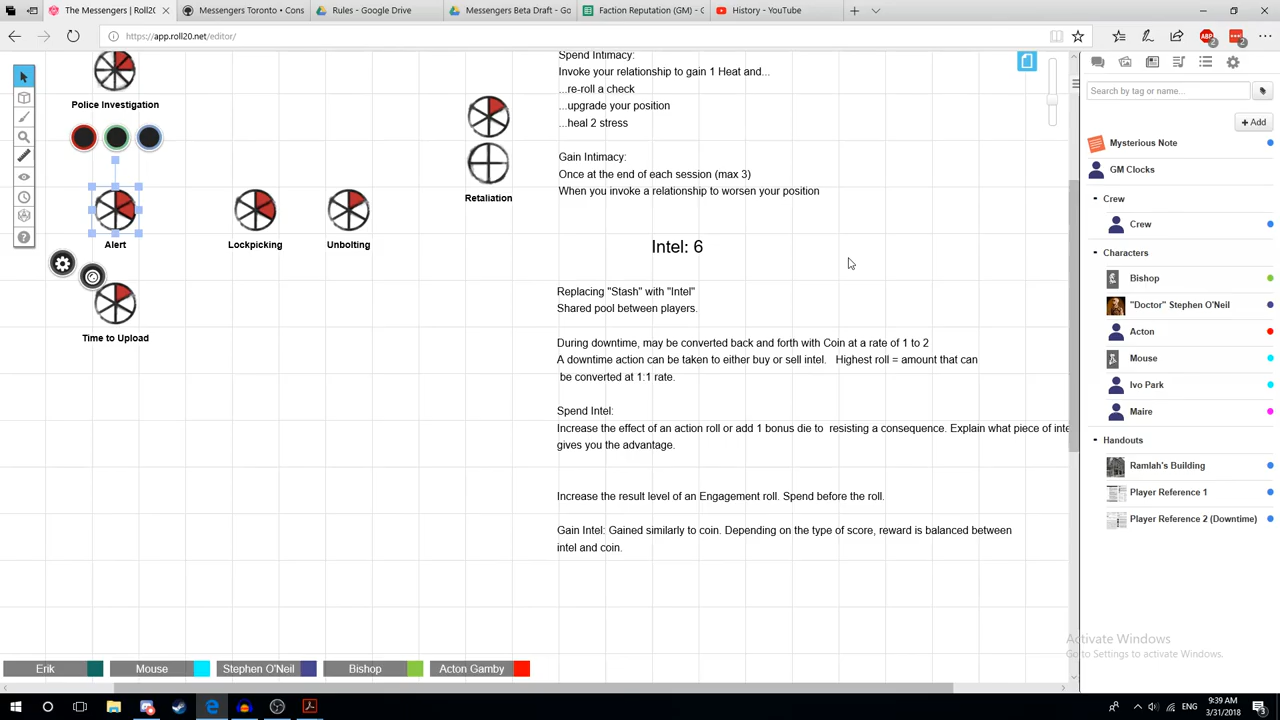 The Messengers | Roll20
Messengers Toronto • Cons
Rules - Google Drive
Messengers Beta Draft - Go
Faction Reputation (GM) - G
History - YouTube
https://app.roll20.net/editor/
ABP
2
2
Police Investigation
Alert
Lockpicking
Unbolting
Retaliation
Time to Upload
Spend Intimacy:
Invoke your relationship to gain 1 Heat and...
...re-roll a check
...upgrade your position
...heal 2 stress
Gain Intimacy:
Once at the end of each session (max 3)
When you invoke a relationship to worsen your position
Intel: 6
Replacing "Stash" with "Intel"
Shared pool between players.
During downtime, may be converted back and forth with Coin at a rate of 1 to 2
A downtime action can be taken to either buy or sell intel.   Highest roll = amount that can
be converted at 1:1 rate.
Spend Intel:
Increase the effect of an action roll or add 1 bonus die to  resisting a consequence. Explain what piece of inte
gives you the advantage.
Increase the result level of an Engagement roll. Spend before the roll.
Gain Intel: Gained similarly to coin. Depending on the type of score, reward is balanced between
intel and coin.
Search by tag or name...
+ Add
Mysterious Note
GM Clocks
Crew
Crew
Characters
Bishop
"Doctor" Stephen O'Neil
Acton
Mouse
Ivo Park
Maire
Handouts
Ramlah's Building
Player Reference 1
Player Reference 2 (Downtime)
Activate Windows
Go to Settings to activate Windows.
Erik
Mouse
Stephen O'Neil
Bishop
Acton Gamby
ENG
9:39 AM
3/31/2018
3